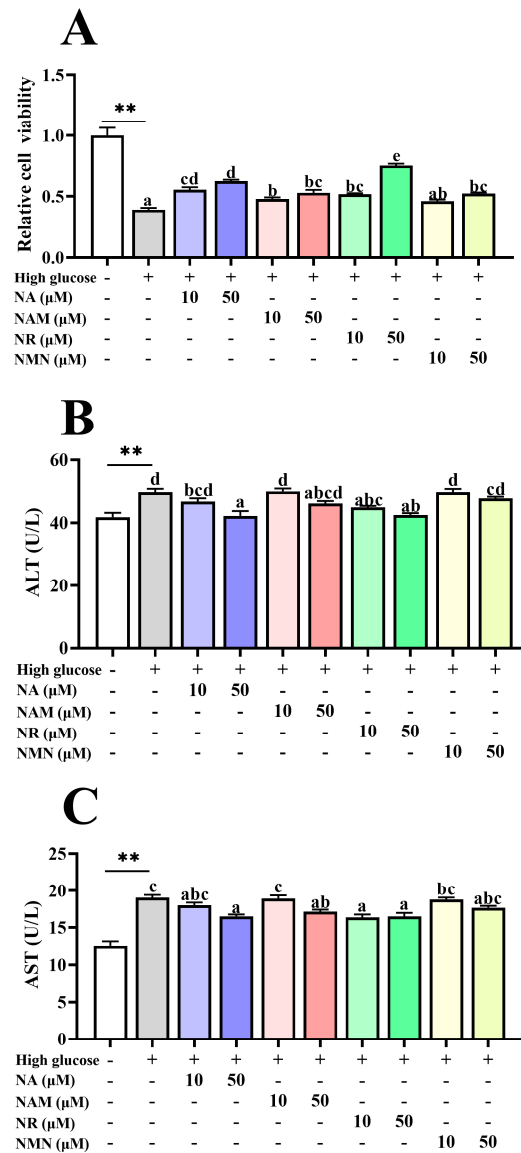 A
Relative cell viability
1.5
1.0
0.5
0.0
**
a cd d b bc bc e ab bc
High glucose - + + + + + + + + +
NA (μM) - - 10 50 - - - - - -
NAM (μM) - - - - 10 50 - - - -
NR (μM) - - - - - - 10 50 - -
NMN (μM) - - - - - - - - 10 50
B
ALT (U/L)
60
40
20
0
**
d bcd a d abcd abc ab d cd
High glucose - + + + + + + + + +
NA (μM) - - 10 50 - - - - - -
NAM (μM) - - - - 10 50 - - - -
NR (μM) - - - - - - 10 50 - -
NMN (μM) - - - - - - - - 10 50
C
AST (U/L)
25
20
15
10
5
0
**
c abc a c ab a a bc abc
High glucose - + + + + + + + + +
NA (μM) - - 10 50 - - - - - -
NAM (μM) - - - - 10 50 - - - -
NR (μM) - - - - - - 10 50 - -
NMN (μM) - - - - - - - - 10 50